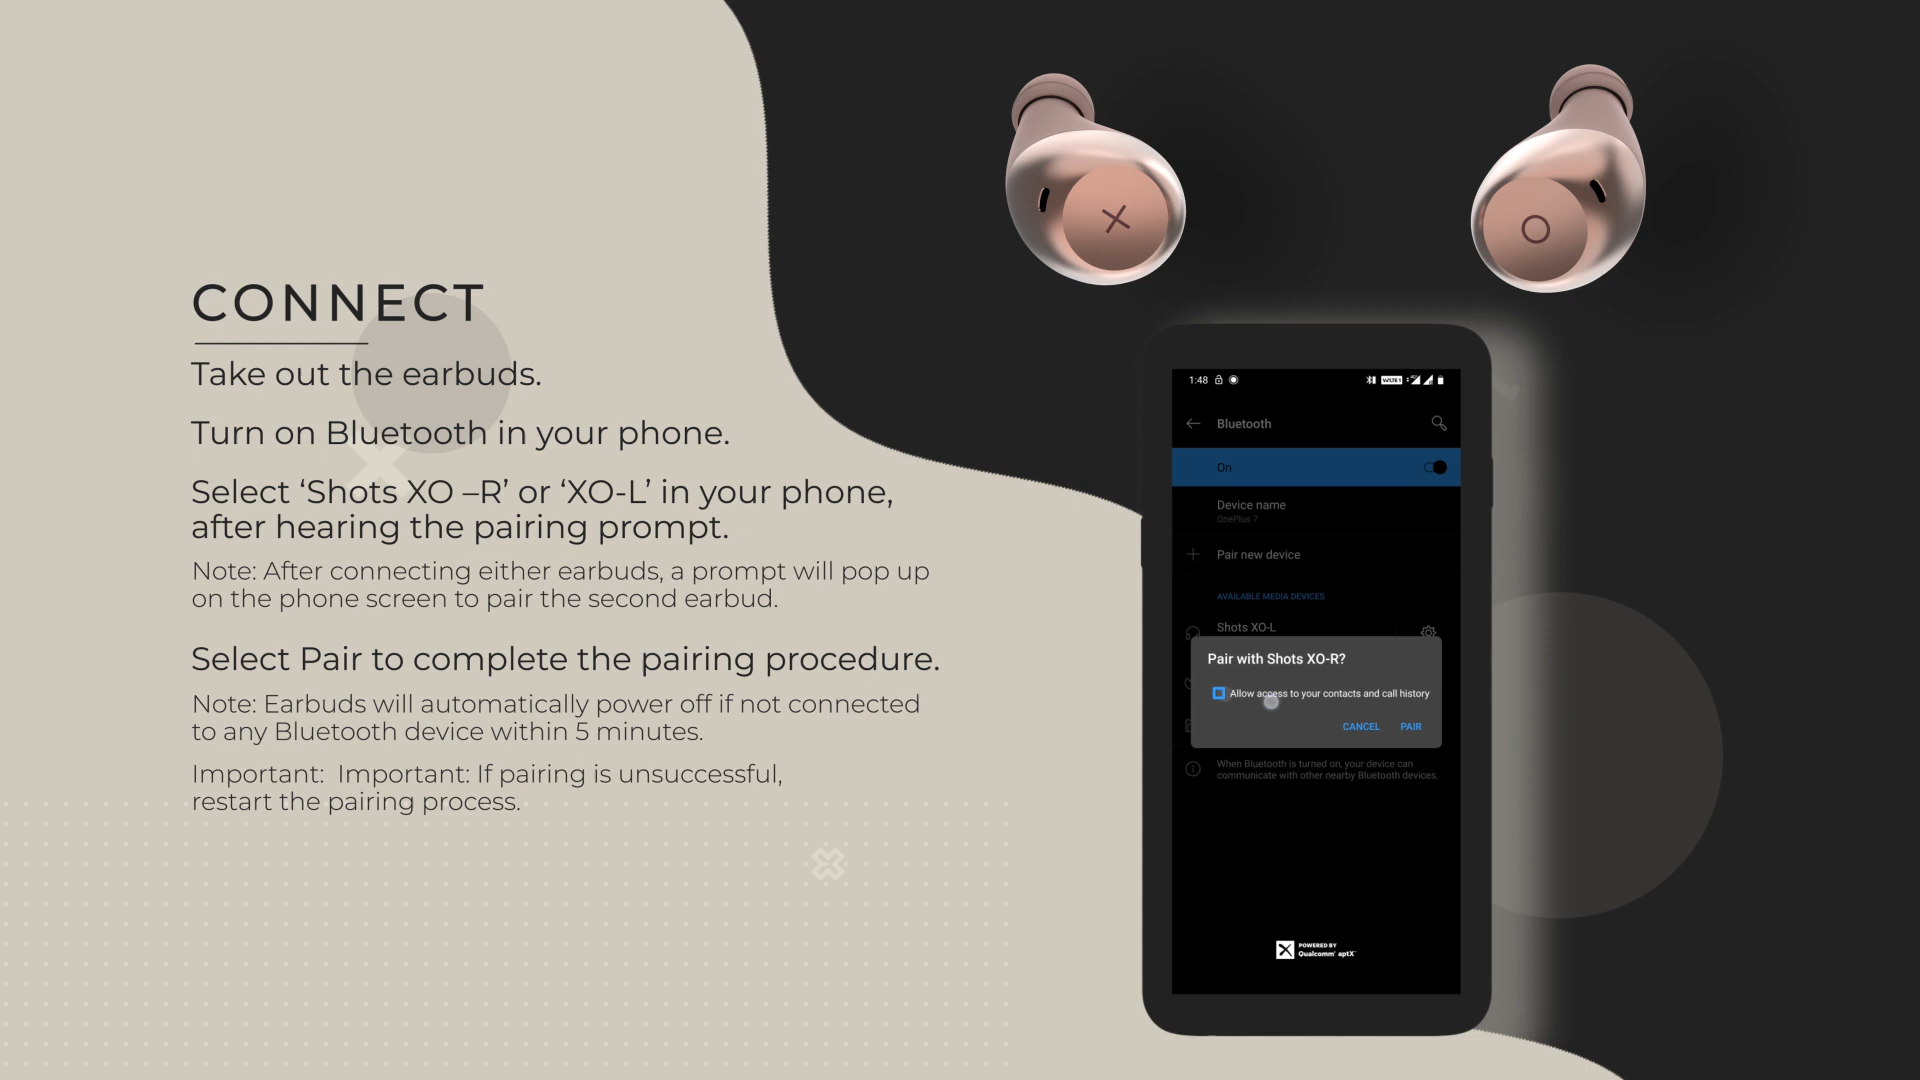 CONNECT
Take out the earbuds.
Turn on Bluetooth in your phone.
Select ‘Shots XO –R’ or ‘XO-L’ in your phone,
after hearing the pairing prompt.
Note: After connecting either earbuds, a prompt will pop up
on the phone screen to pair the second earbud.
Select Pair to complete the pairing procedure.
Note: Earbuds will automatically power off if not connected
to any Bluetooth device within 5 minutes.
Important:  Important: If pairing is unsuccessful,
restart the pairing process.
1:48
Bluetooth
On
Device name
OnePlus 7
Pair new device
AVAILABLE MEDIA DEVICES
Shots XO-L
Pair with Shots XO-R?
Allow access to your contacts and call history
CANCEL PAIR
When Bluetooth is turned on, your device can
communicate with other nearby Bluetooth devices.
POWERED BY
Qualcomm® aptX™